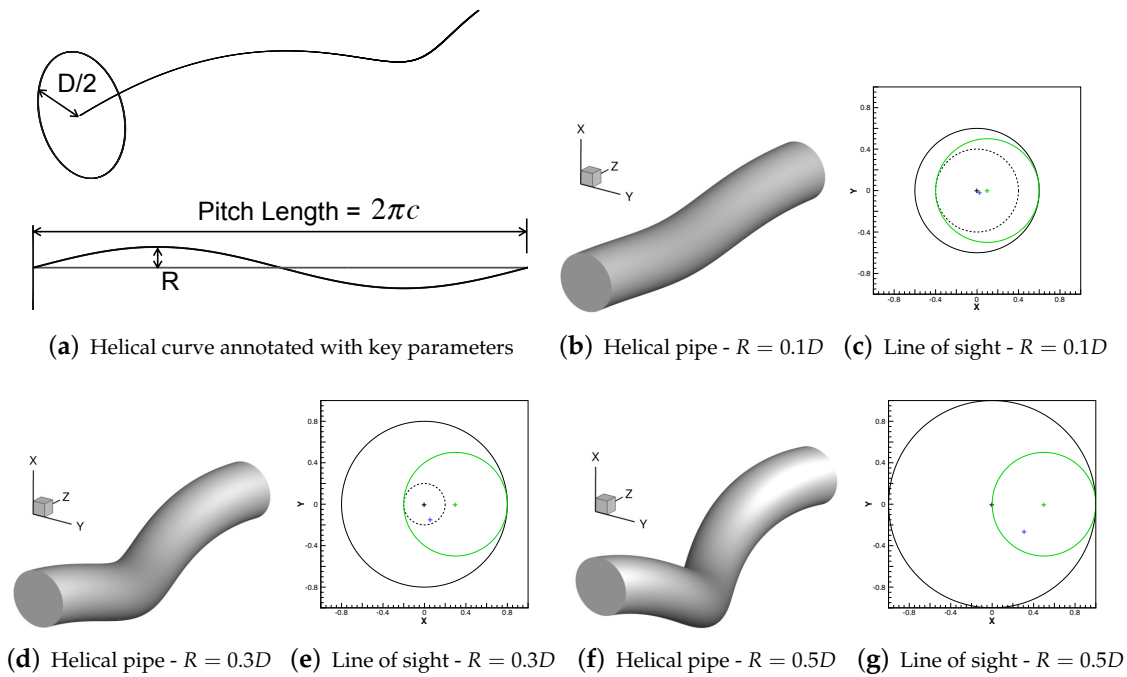 D/2
Pitch Length = 2πc
R
(a) Helical curve annotated with key parameters
X
Z
Y
(b) Helical pipe - R = 0.1D
Y
0.8
0.4
0
-0.4
-0.8
-0.8 -0.4 0 0.4 0.8
X
(c) Line of sight - R = 0.1D
X
Z
Y
(d) Helical pipe - R = 0.3D
Y
0.8
0.4
0
-0.4
-0.8
-0.8 -0.4 0 0.4 0.8
X
(e) Line of sight - R = 0.3D
X
Z
Y
(f) Helical pipe - R = 0.5D
Y
0.8
0.4
0
-0.4
-0.8
-0.8 -0.4 0 0.4 0.8
X
(g) Line of sight - R = 0.5D